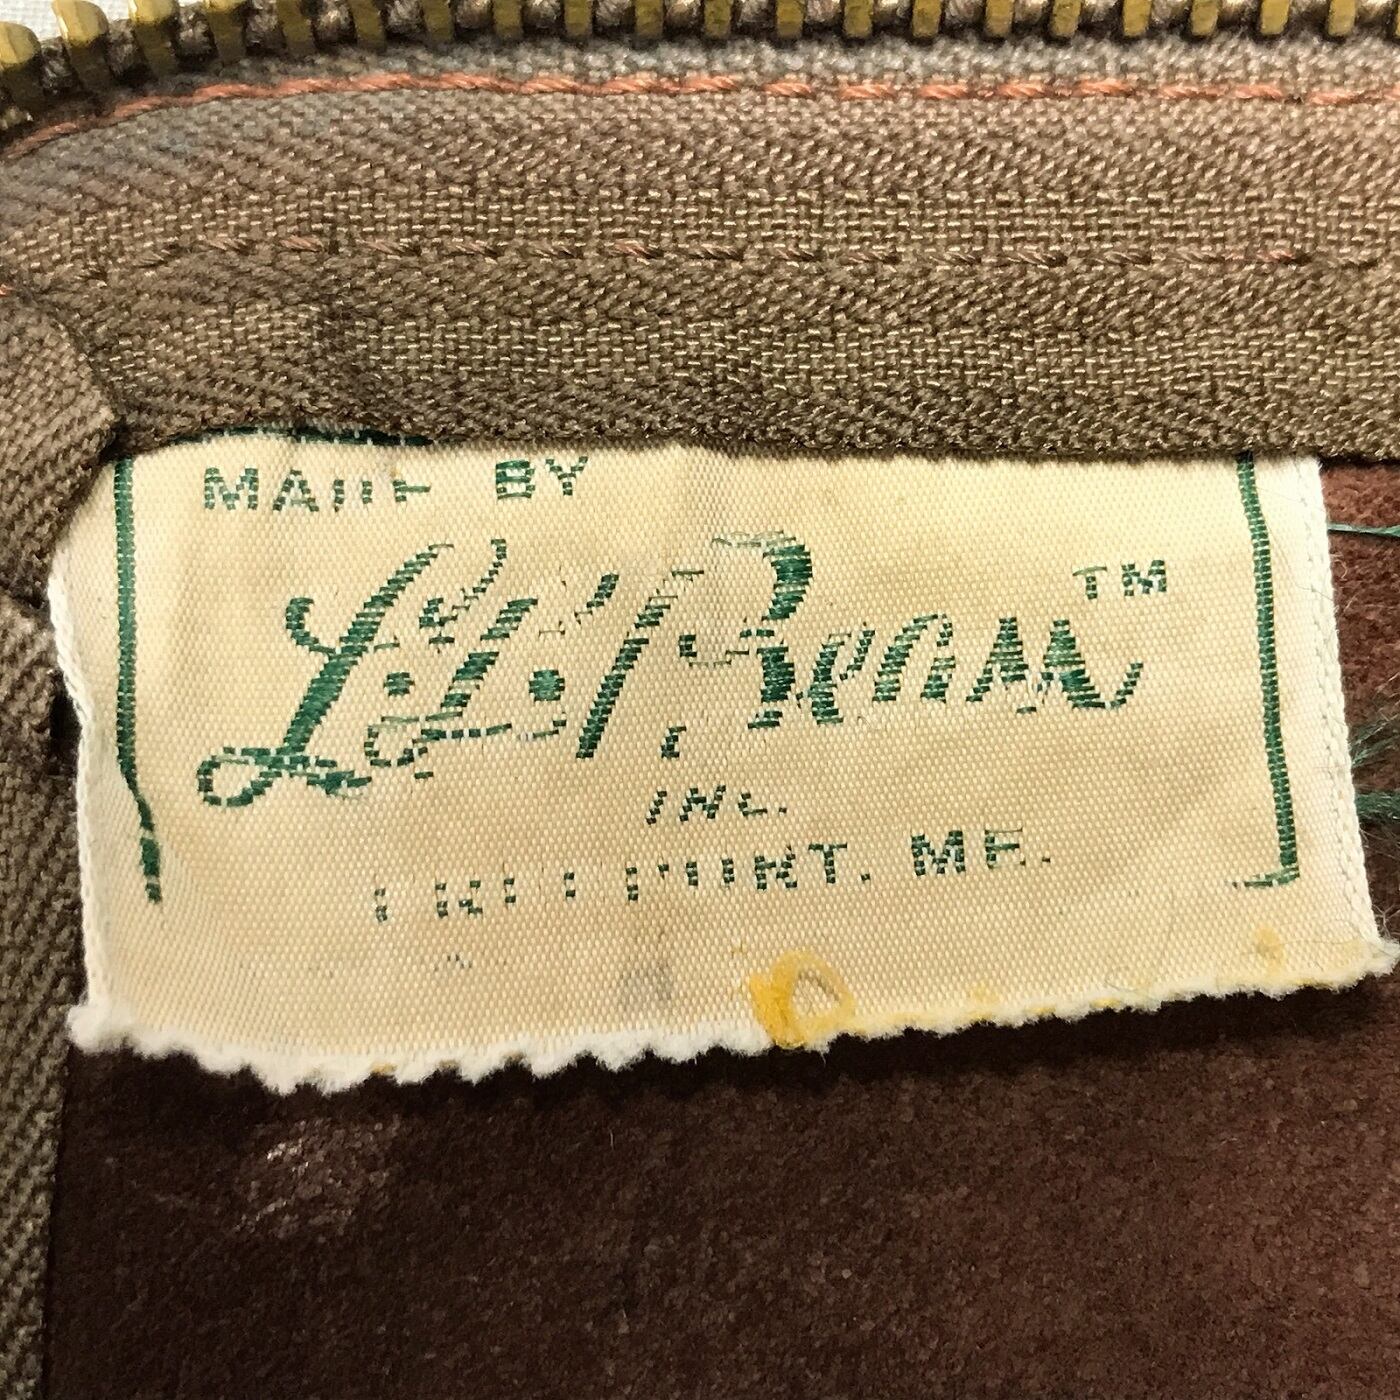 MADE BY
L.L. Bean TM
INC.
FREEPORT, ME.